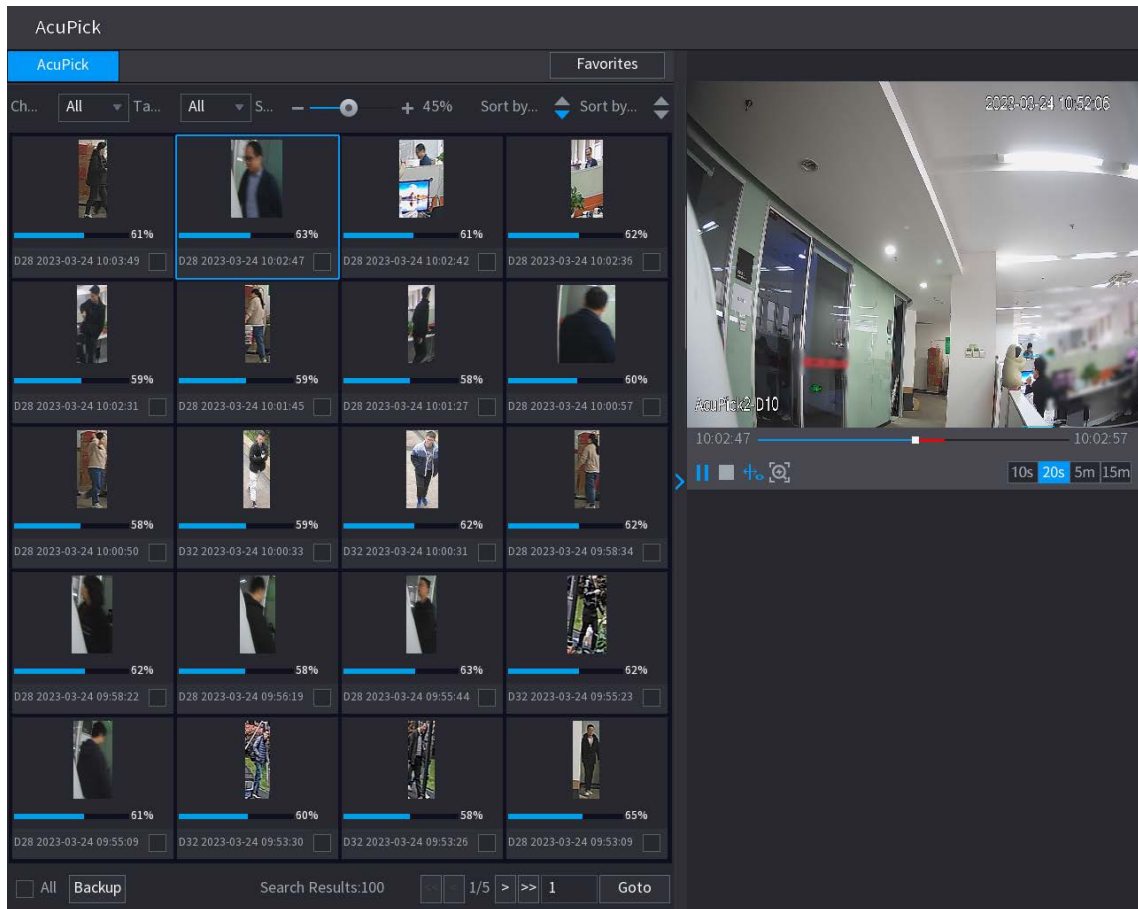 AcuPick
AcuPick
Favorites
Ch... All Ta... All S... 45% Sort by... Sort by...
61% 63% 61% 62%
D28 2023-03-24 10:03:49 D28 2023-03-24 10:02:47 D28 2023-03-24 10:02:42 D28 2023-03-24 10:02:36
59% 59% 58% 60%
D28 2023-03-24 10:02:31 D28 2023-03-24 10:01:45 D28 2023-03-24 10:01:27 D28 2023-03-24 10:00:57
58% 59% 62% 62%
D28 2023-03-24 10:00:50 D32 2023-03-24 10:00:33 D32 2023-03-24 10:00:31 D28 2023-03-24 09:58:34
62% 58% 63% 62%
D28 2023-03-24 09:58:22 D28 2023-03-24 09:56:19 D28 2023-03-24 09:55:44 D32 2023-03-24 09:55:23
61% 60% 58% 65%
D28 2023-03-24 09:55:09 D32 2023-03-24 09:53:30 D32 2023-03-24 09:53:26 D28 2023-03-24 09:53:09
All Backup Search Results:100 << < 1/5 > >> 1 Goto
2023-03-24 10:52:06
AcuPick2-D10
10:02:47 10:02:57
10s 20s 5m 15m